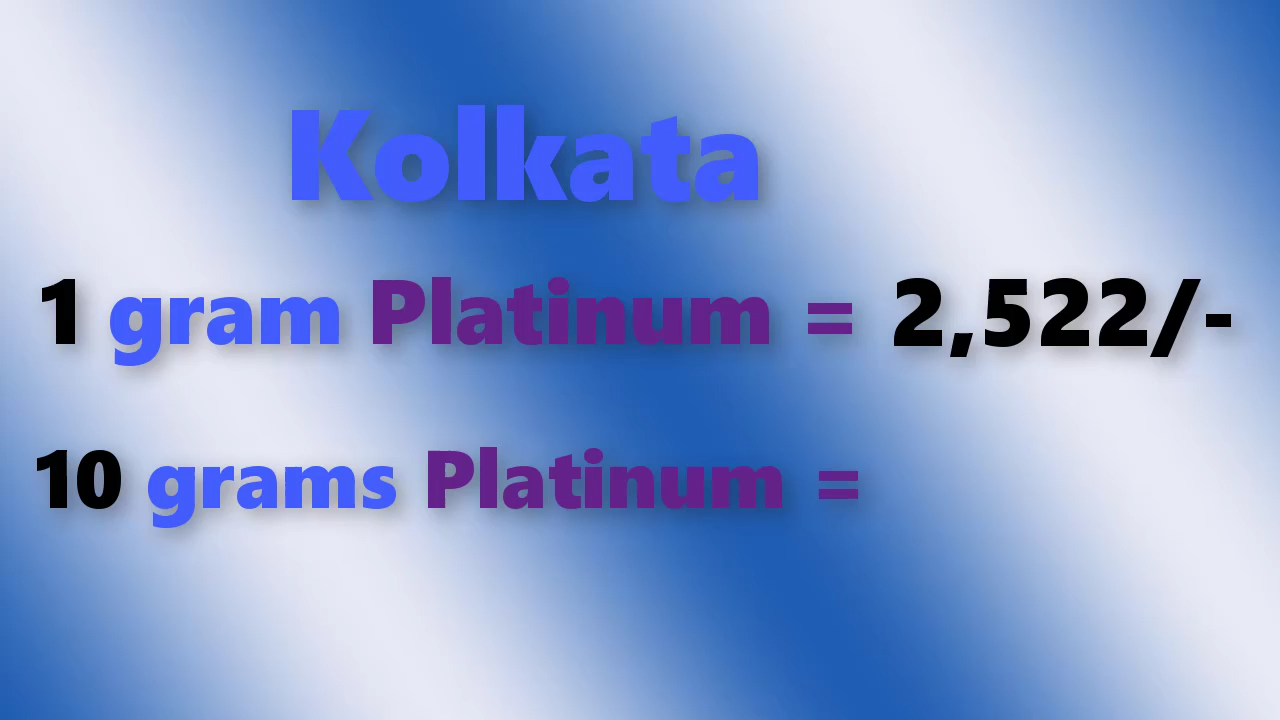 Kolkata
1 gram Platinum = 2,522/-
10 grams Platinum =